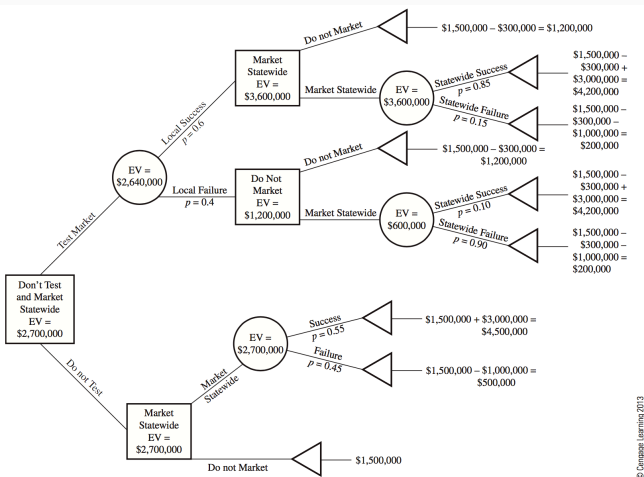 Do not Market
$1,500,000 – $300,000 = $1,200,000
Market
Statewide
EV =
$3,600,000
Local Success
p = 0.6
Market Statewide
EV =
$3,600,000
Statewide Success
p = 0.85
$1,500,000 –
$300,000 +
$3,000,000 =
$4,200,000
Statewide Failure
p = 0.15
$1,500,000 –
$300,000 –
$1,000,000 =
$200,000
EV =
$2,640,000
Local Failure
p = 0.4
Do not Market
$1,500,000 – $300,000 =
$1,200,000
Do Not
Market
EV =
$1,200,000
Market Statewide
EV =
$600,000
Statewide Success
p = 0.10
$1,500,000 –
$300,000 +
$3,000,000 =
$4,200,000
Statewide Failure
p = 0.90
$1,500,000 –
$300,000 –
$1,000,000 =
$200,000
Test Market
Don't Test
and Market
Statewide
EV =
$2,700,000
Do not Test
Market
Statewide
EV =
$2,700,000
Market
Statewide
EV =
$2,700,000
Success
p = 0.55
$1,500,000 + $3,000,000 =
$4,500,000
Failure
p = 0.45
$1,500,000 – $1,000,000 =
$500,000
Do not Market
$1,500,000
© Cengage Learning 2013